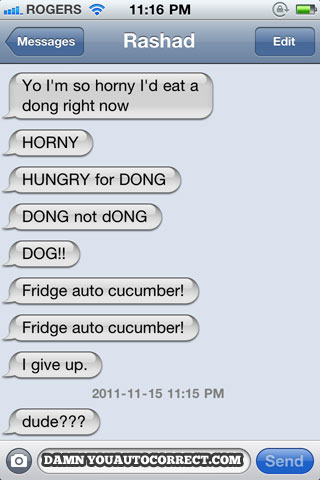 ROGERS 11:16 PM
Messages Rashad Edit
Yo I'm so horny I'd eat a
dong right now
HORNY
HUNGRY for DONG
DONG not dONG
DOG!!
Fridge auto cucumber!
Fridge auto cucumber!
I give up.
2011-11-15 11:15 PM
dude???
DAMN YOUAUTOCORRECT.COM Send